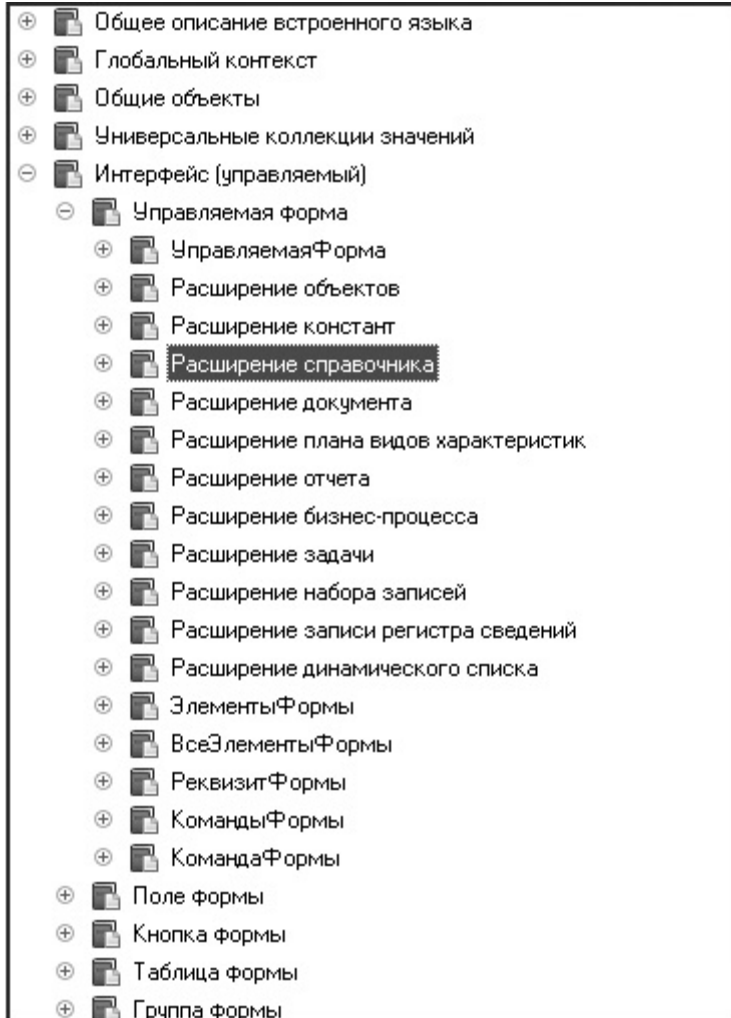 Общее описание встроенного языка
Глобальный контекст
Общие объекты
Универсальные коллекции значений
Интерфейс (управляемый)
Управляемая форма
УправляемаяФорма
Расширение объектов
Расширение констант
Расширение справочника
Расширение документа
Расширение плана видов характеристик
Расширение отчета
Расширение бизнес-процесса
Расширение задачи
Расширение набора записей
Расширение записи регистра сведений
Расширение динамического списка
ЭлементыФормы
ВсеЭлементыФормы
РеквизитФормы
КомандыФормы
КомандаФормы
Поле формы
Кнопка формы
Таблица формы
Группа формы